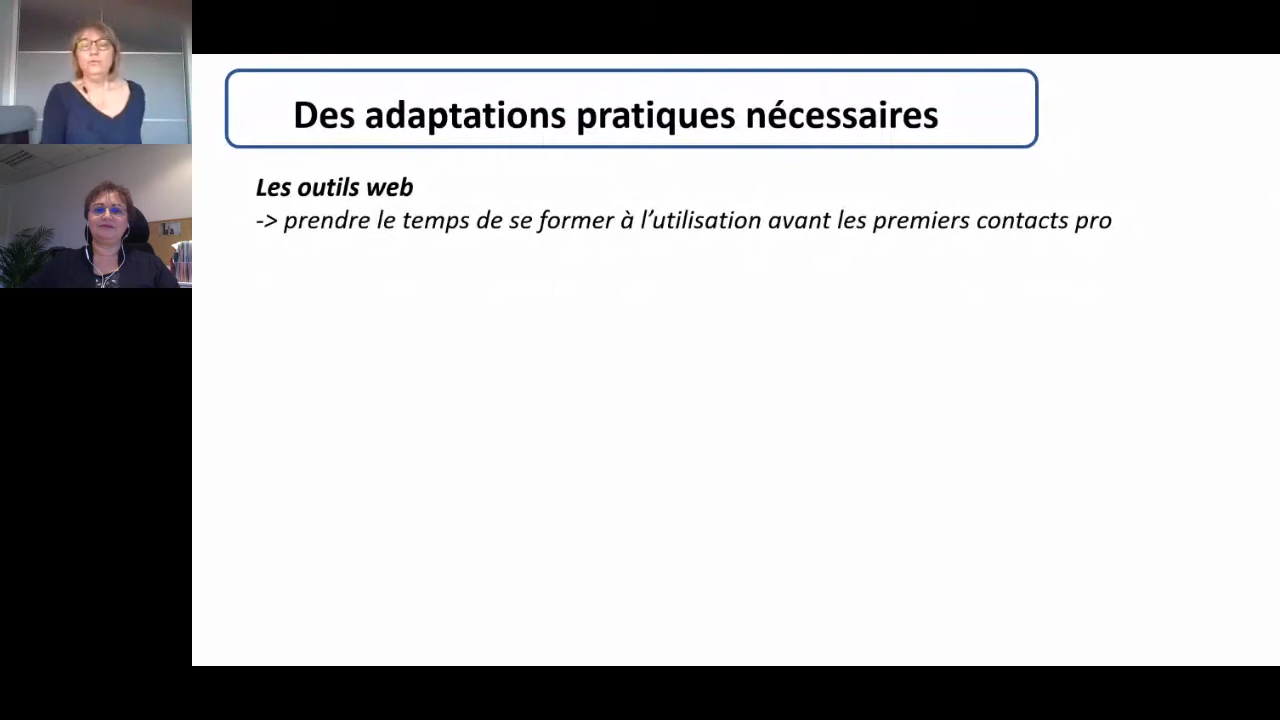 Des adaptations pratiques nécessaires
Les outils web
-> prendre le temps de se former à l’utilisation avant les premiers contacts pro